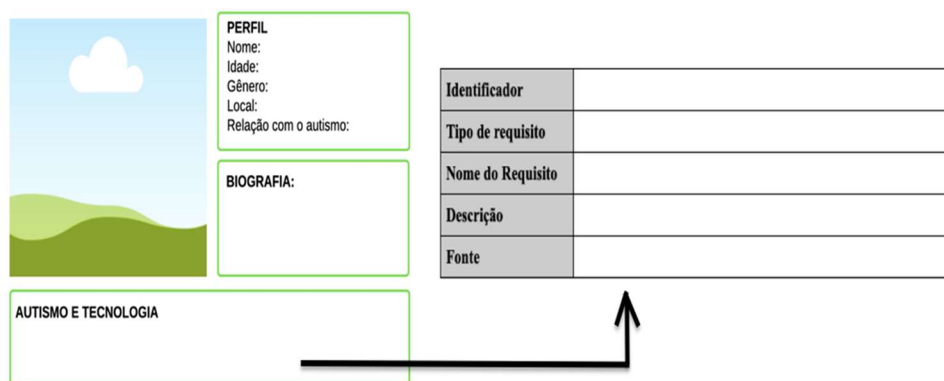 PERFIL
Nome:
Idade:
Gênero:
Local:
Relação com o autismo:
BIOGRAFIA:
AUTISMO E TECNOLOGIA
Identificador
Tipo de requisito
Nome do Requisito
Descrição
Fonte